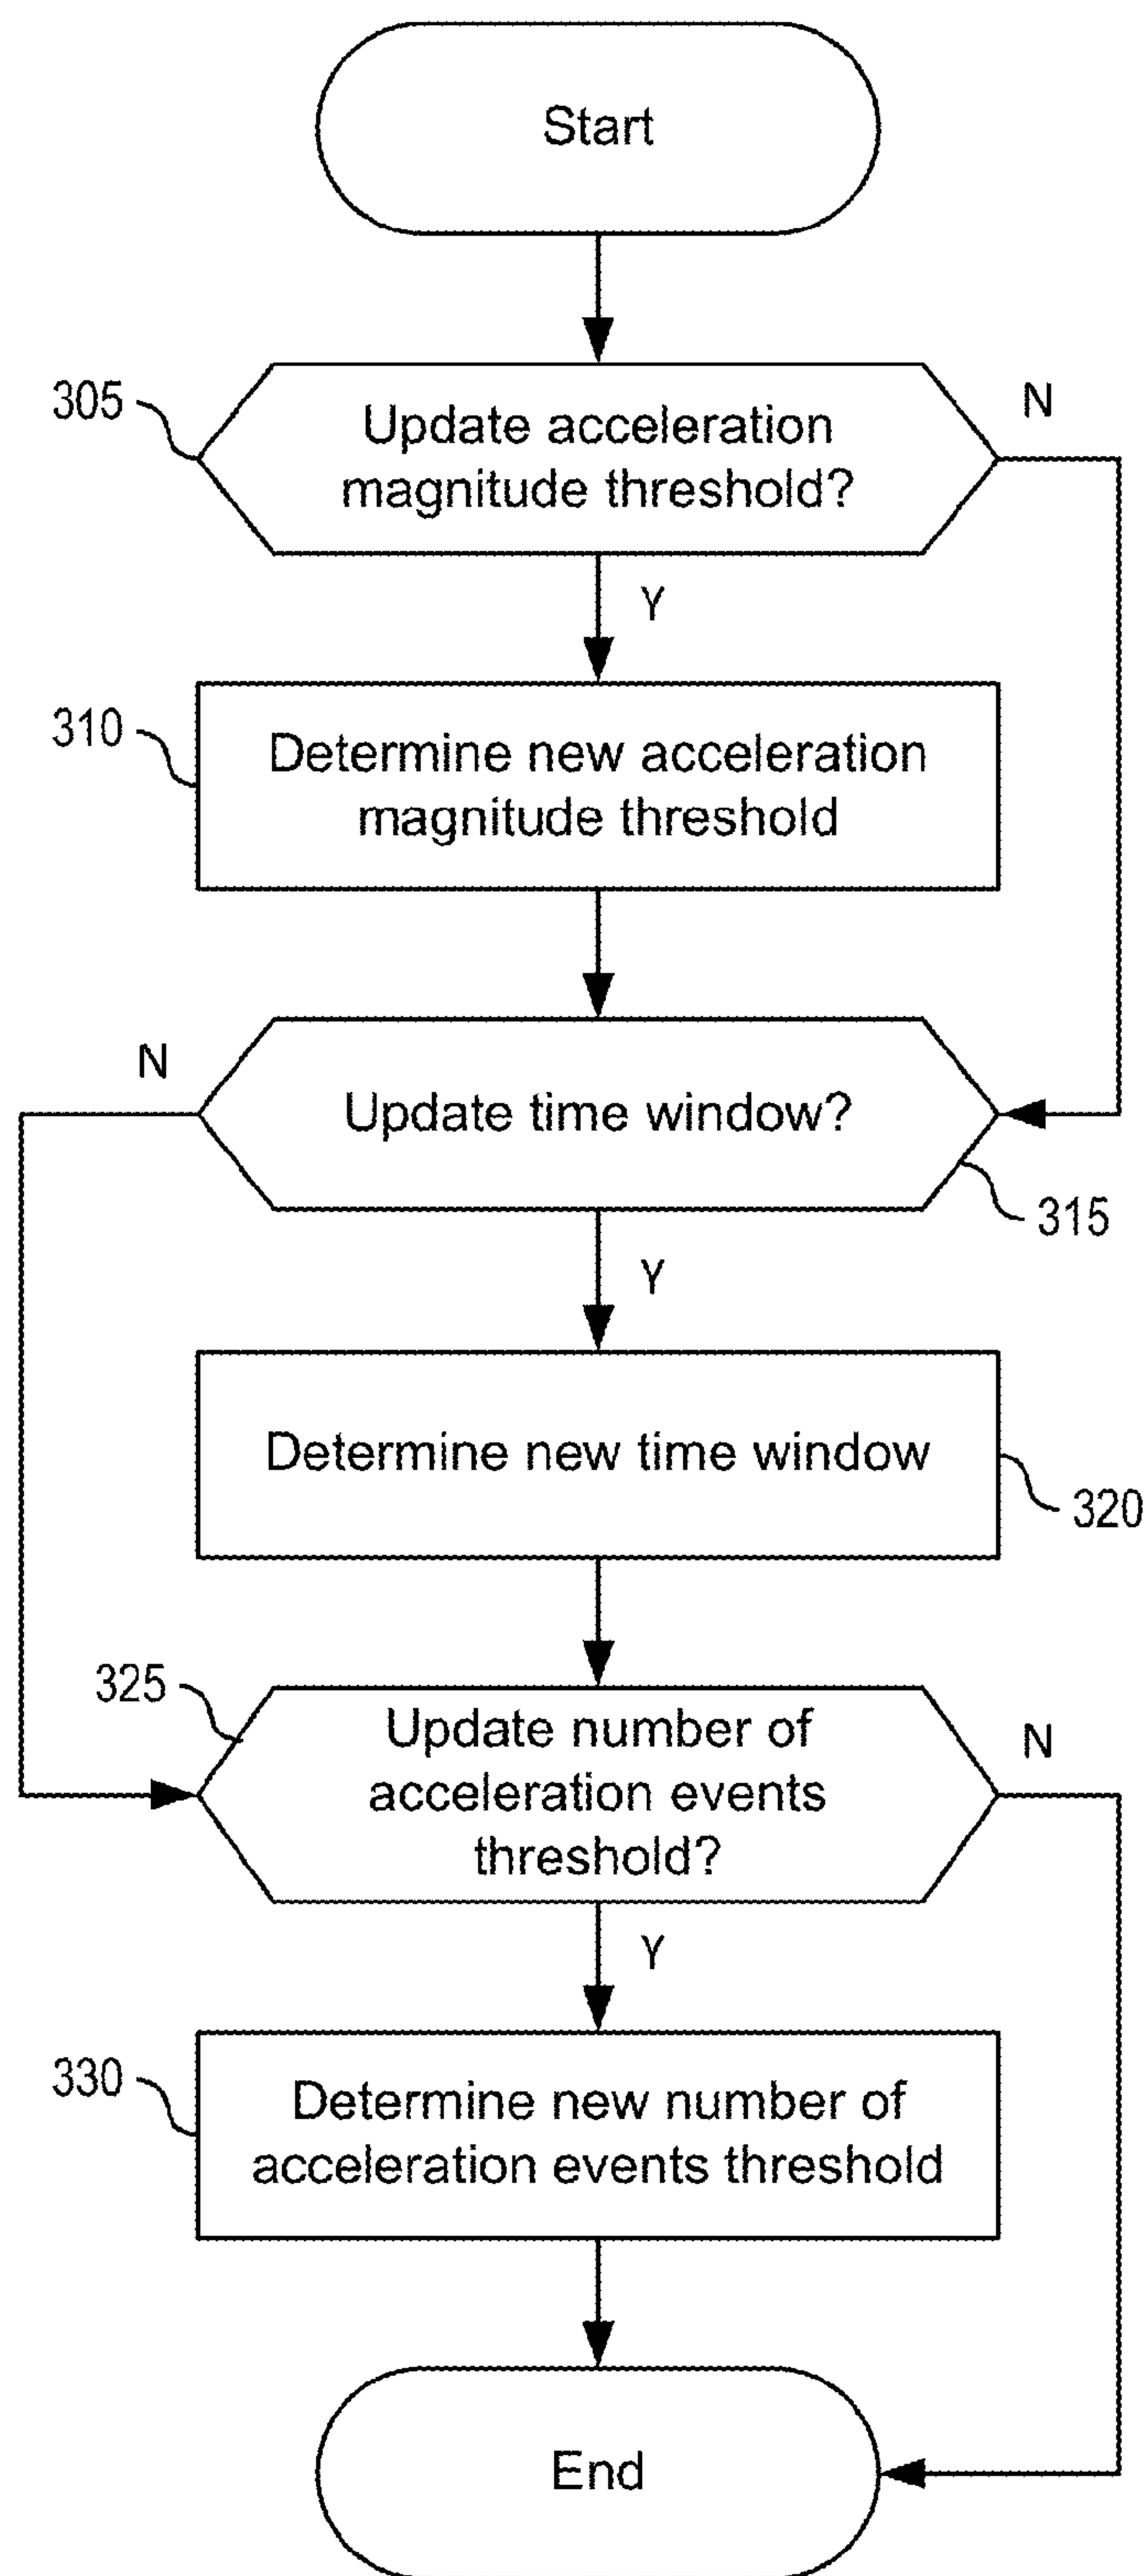 Start
305
Update acceleration
magnitude threshold?
N
Y
310
Determine new acceleration
magnitude threshold
N
Update time window?
315
Y
Determine new time window
320
325
Update number of
acceleration events
threshold?
N
Y
330
Determine new number of
acceleration events threshold
End